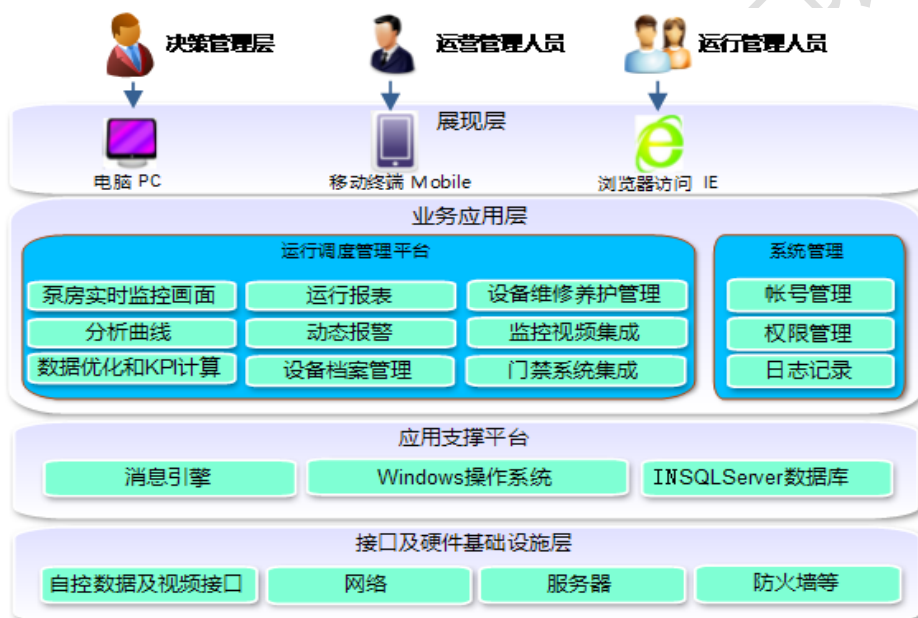 决策管理层 运营管理人员 运行管理人员
展现层
电脑 PC 移动终端 Mobile 浏览器访问 IE
业务应用层
运行调度管理平台 系统管理
泵房实时监控画面 运行报表 设备维修养护管理 帐号管理
分析曲线 动态报警 监控视频集成 权限管理
数据优化和KPI计算 设备档案管理 门禁系统集成 日志记录
应用支撑平台
消息引擎 Windows操作系统 INSQLServer数据库
接口及硬件基础设施层
自控数据及视频接口 网络 服务器 防火墙等